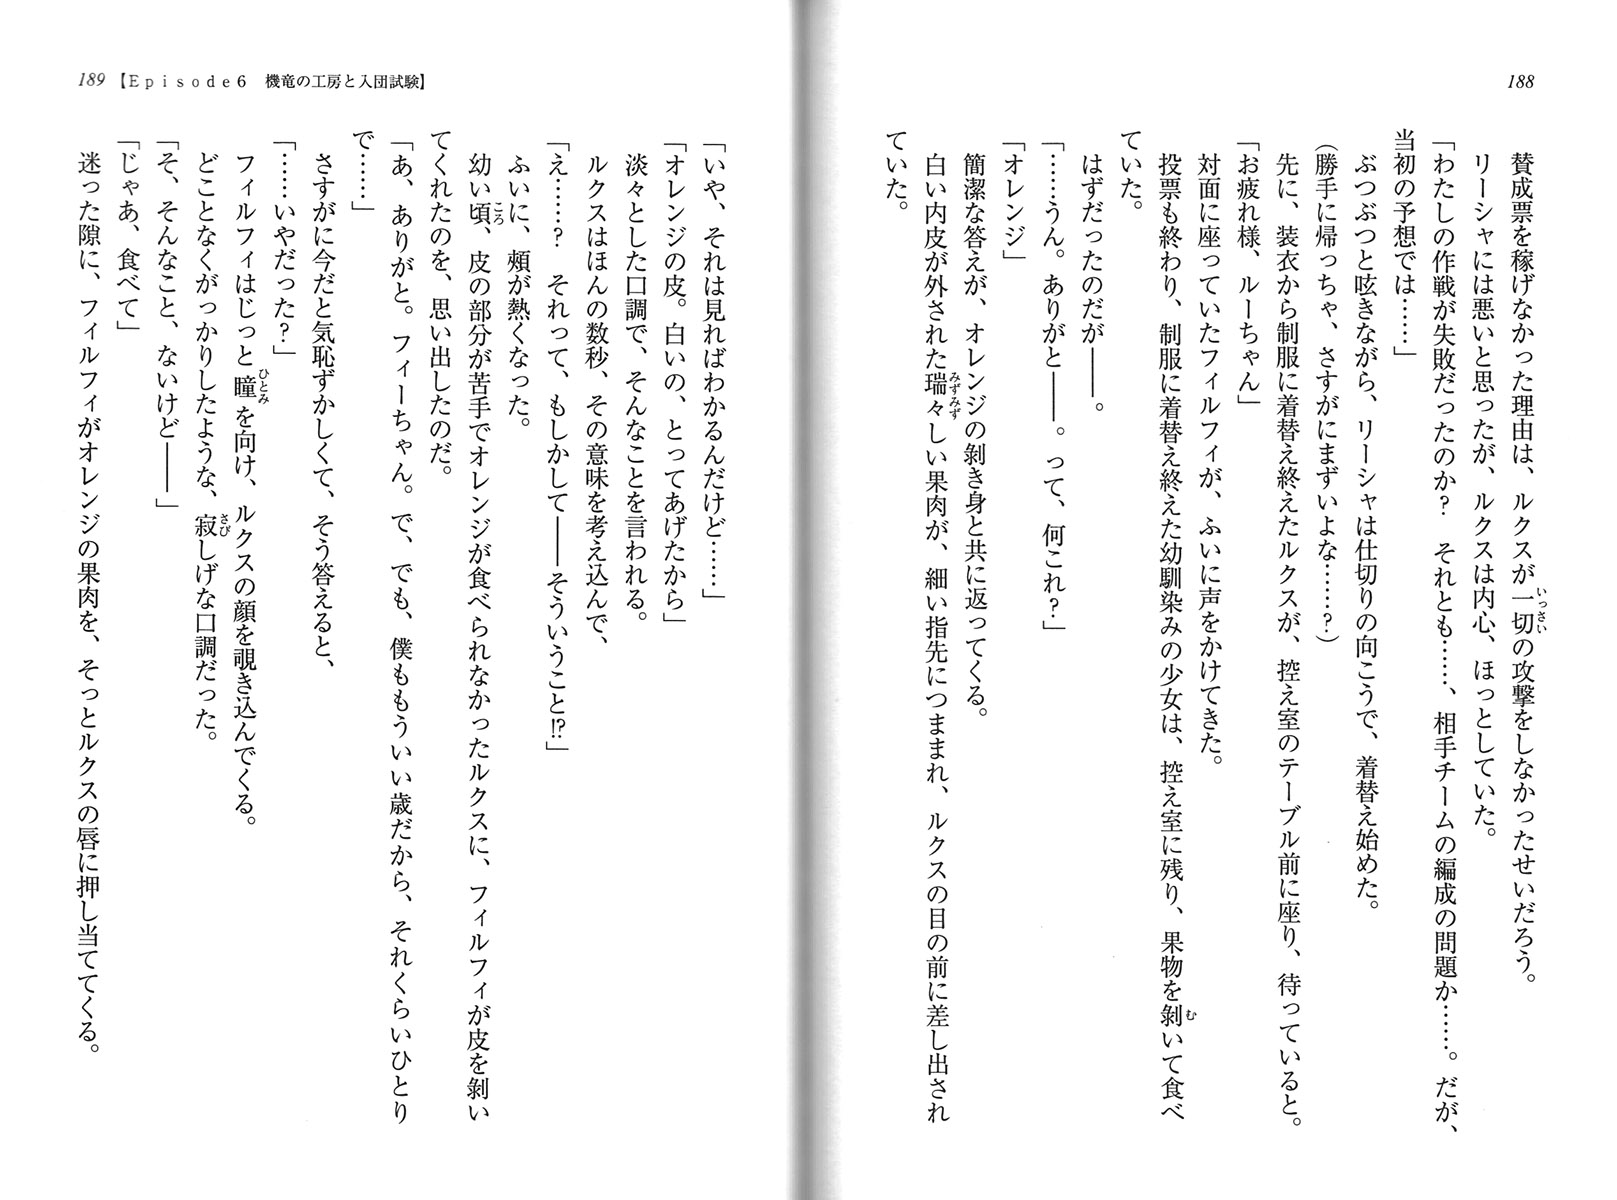 188
賛成票を稼げなかった理由は、ルクスが一切の攻撃をしなかったせいだろう。
リーシャには悪いと思ったが、ルクスは内心、ほっとしていた。
「わたしの作戦が失敗だったのか？　それとも……、相手チームの編成の問題か……。だが、
当初の予想では……」
ぶつぶつと呟きながら、リーシャは仕切りの向こうで、着替え始めた。
（勝手に帰っちゃ、さすがにまずいよな……？）
先に、装衣から制服に着替え終えたルクスが、控え室のテーブル前に座り、待っていると。
「お疲れ様、ルーちゃん」
対面に座っていたフィルフィが、ふいに声をかけてきた。
投票も終わり、制服に着替え終えた幼馴染みの少女は、控え室に残り、果物を剝いて食べ
ていた。
はずだったのだが――。
「……うん。ありがと――。って、何これ？」
「オレンジ」
簡潔な答えが、オレンジの剝き身と共に返ってくる。
白い内皮が外された瑞々しい果肉が、細い指先につままれ、ルクスの目の前に差し出され
ていた。
189【Episode6　機竜の工房と入団試験】
「いや、それは見ればわかるんだけど……」
「オレンジの皮。白いの、とってあげたから」
淡々とした口調で、そんなことを言われる。
ルクスはほんの数秒、その意味を考え込んで、
「え……？　それって、もしかして――そういうこと!?」
ふいに、頰が熱くなった。
幼い頃、皮の部分が苦手でオレンジが食べられなかったルクスに、フィルフィが皮を剝い
てくれたのを、思い出したのだ。
「あ、ありがと。フィーちゃん。で、でも、僕ももういい歳だから、それくらいひとり
で……」
さすがに今だと気恥ずかしくて、そう答えると、
「……いやだった？」
フィルフィはじっと瞳を向け、ルクスの顔を覗き込んでくる。
どことなくがっかりしたような、寂しげな口調だった。
「そ、そんなこと、ないけど――」
「じゃあ、食べて」
迷った隙に、フィルフィがオレンジの果肉を、そっとルクスの唇に押し当ててくる。